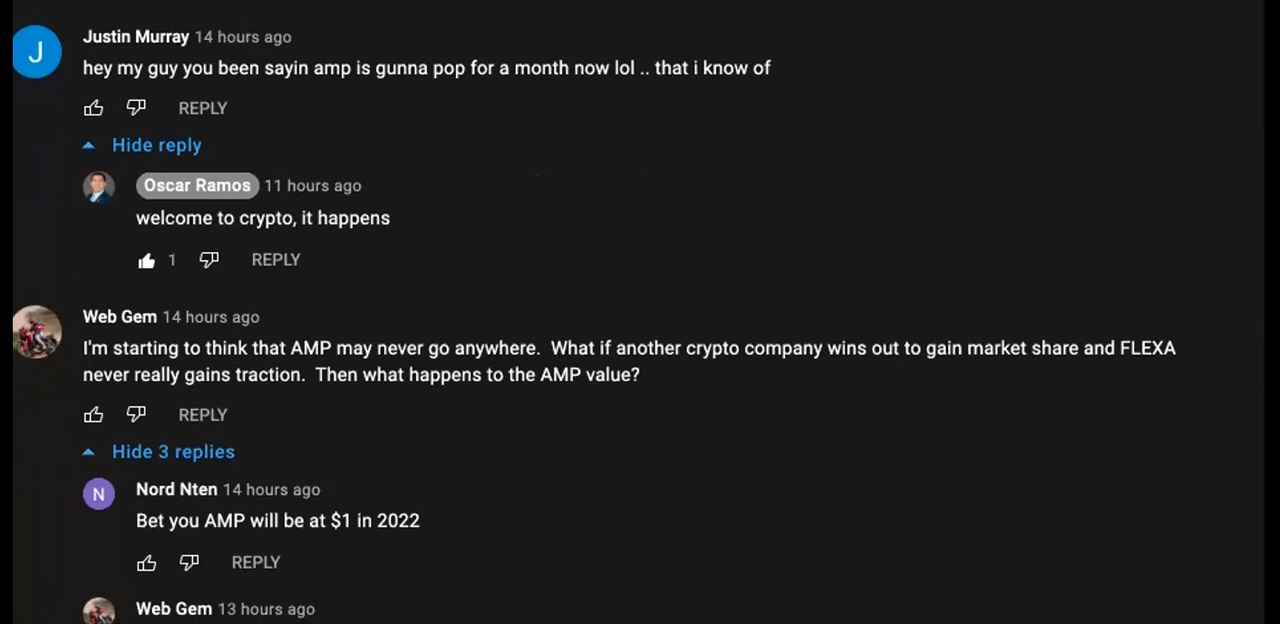 J
Justin Murray 14 hours ago
hey my guy you been sayin amp is gunna pop for a month now lol .. that i know of
REPLY
Hide reply
Oscar Ramos 11 hours ago
welcome to crypto, it happens
1 REPLY
Web Gem 14 hours ago
I'm starting to think that AMP may never go anywhere.  What if another crypto company wins out to gain market share and FLEXA
never really gains traction.  Then what happens to the AMP value?
REPLY
Hide 3 replies
N
Nord Nten 14 hours ago
Bet you AMP will be at $1 in 2022
REPLY
Web Gem 13 hours ago